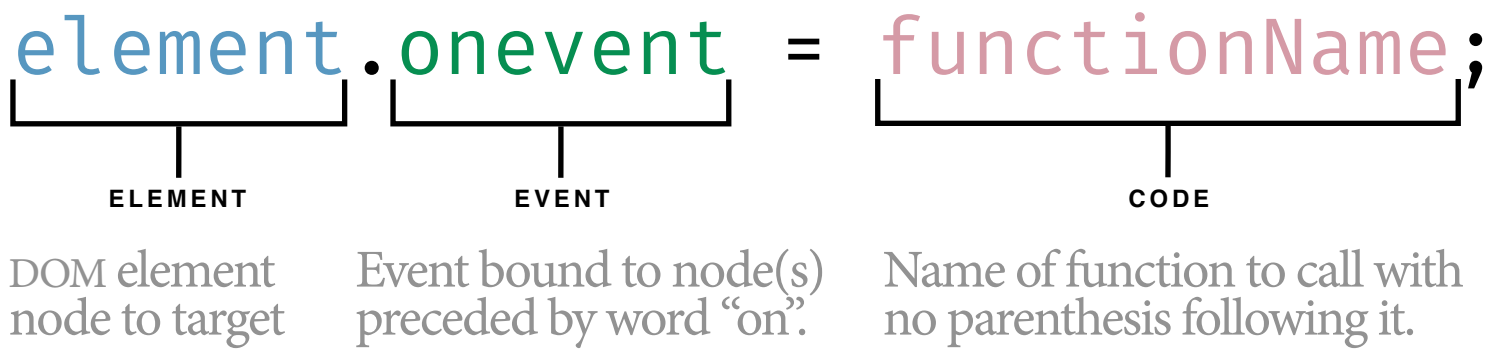 element.onevent = functionName;
ELEMENT EVENT CODE
DOM element
node to target
Event bound to node(s)
preceded by word “on”.
Name of function to call with
no parenthesis following it.